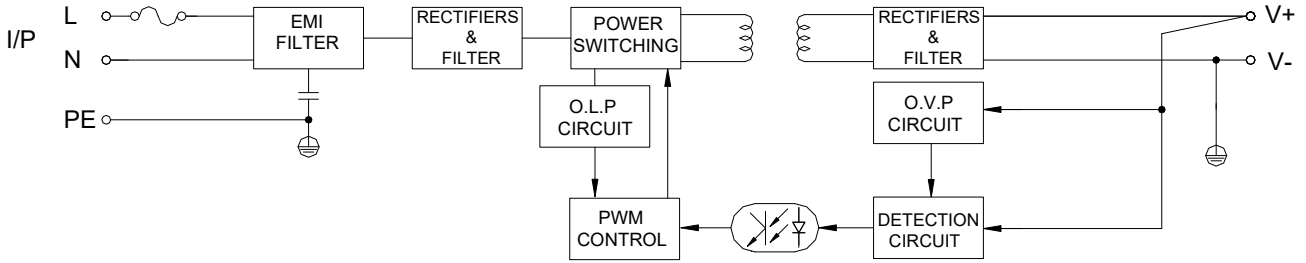 I/P
L
N
PE
EMI
FILTER
RECTIFIERS
&
FILTER
POWER
SWITCHING
RECTIFIERS
&
FILTER
V+
V-
O.L.P
CIRCUIT
O.V.P
CIRCUIT
PWM
CONTROL
DETECTION
CIRCUIT